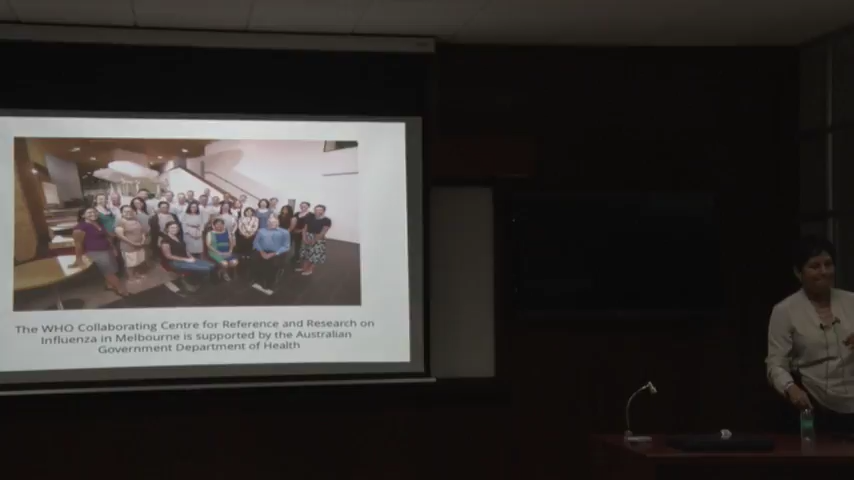 The WHO Collaborating Centre for Reference and Research on
Influenza in Melbourne is supported by the Australian
Government Department of Health